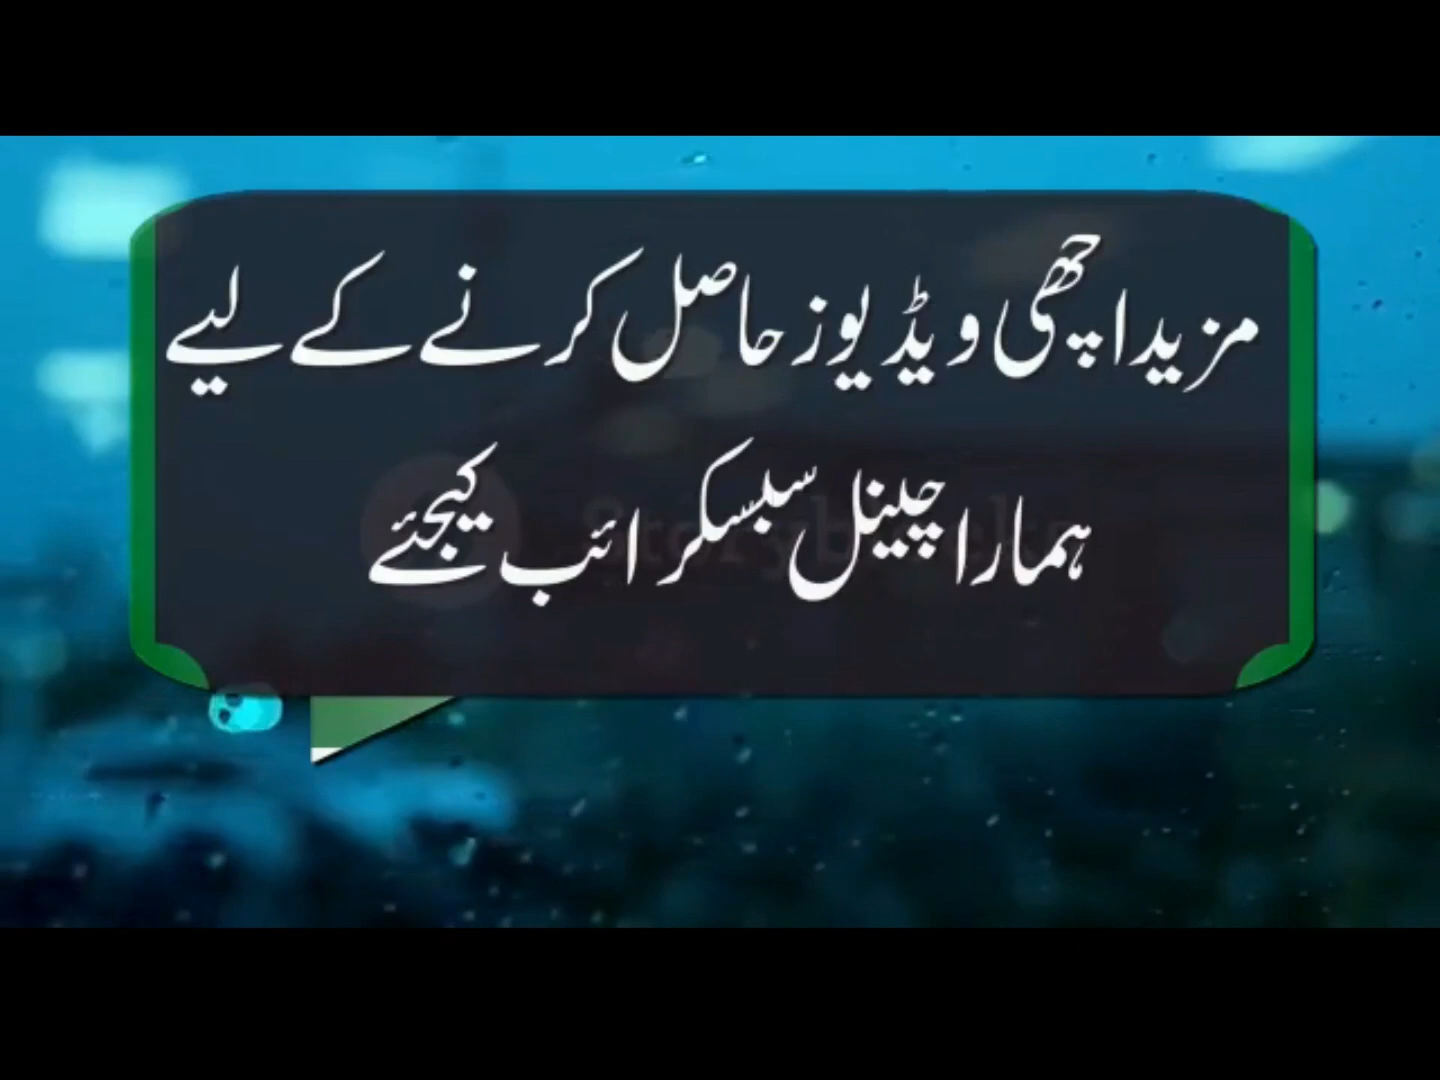 مزید اچھی ویڈیوز حاصل کرنے کے لیے
ہمارا چینل سبسکرائب کیجئے